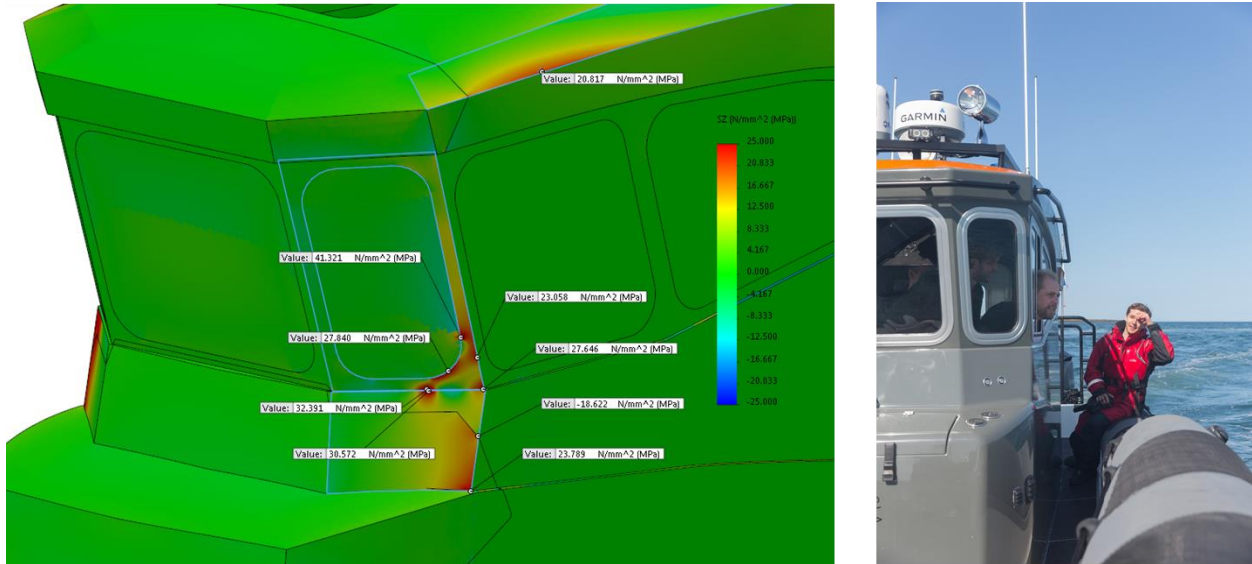 Value: 20.817 N/mm^2 (MPa)
SZ (N/mm^2 (MPa))
25.000
20.833
16.667
12.500
8.333
4.167
0.000
-4.167
-8.333
-12.500
-16.667
-20.833
-25.000
Value: 41.321 N/mm^2 (MPa)
Value: 23.058 N/mm^2 (MPa)
Value: 27.840 N/mm^2 (MPa)
Value: 27.646 N/mm^2 (MPa)
Value: 32.391 N/mm^2 (MPa)
Value: -18.622 N/mm^2 (MPa)
Value: 30.572 N/mm^2 (MPa)
Value: 23.789 N/mm^2 (MPa)
GARMIN